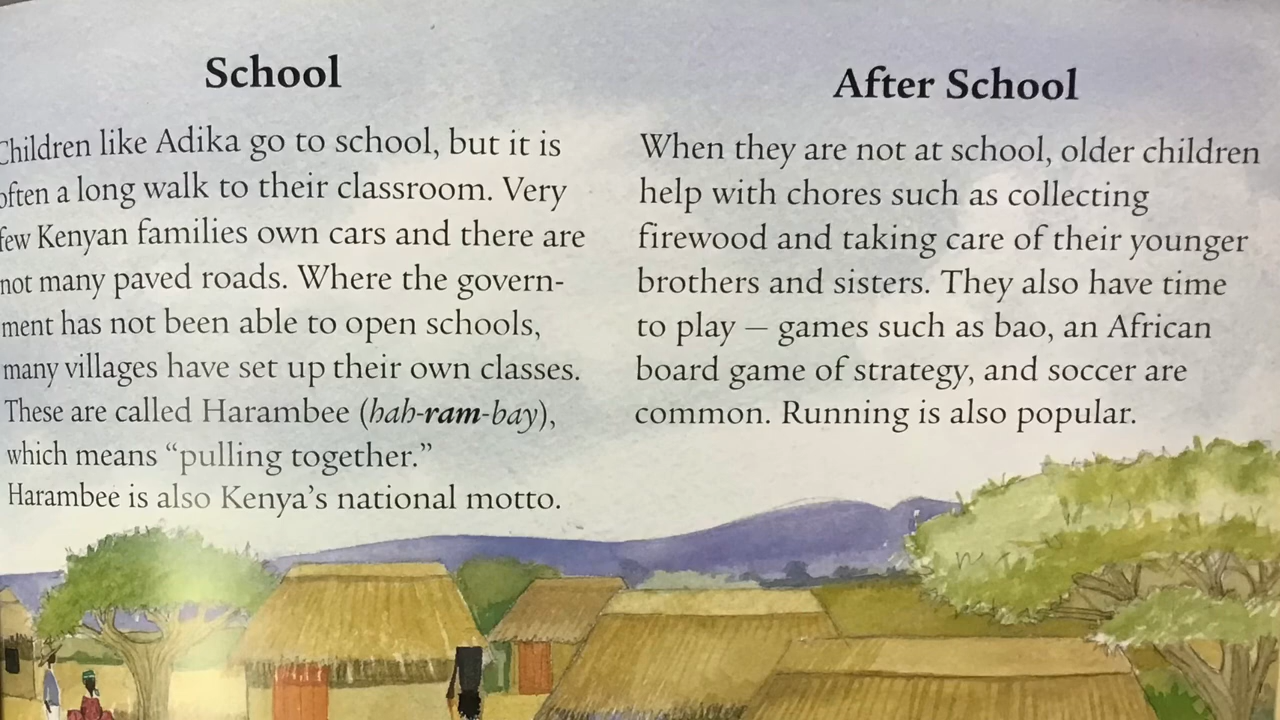 School
Children like Adika go to school, but it is
often a long walk to their classroom. Very
few Kenyan families own cars and there are
not many paved roads. Where the govern-
ment has not been able to open schools,
many villages have set up their own classes.
These are called Harambee (hah-ram-bay),
which means “pulling together.”
Harambee is also Kenya’s national motto.
After School
When they are not at school, older children
help with chores such as collecting
firewood and taking care of their younger
brothers and sisters. They also have time
to play — games such as bao, an African
board game of strategy, and soccer are
common. Running is also popular.